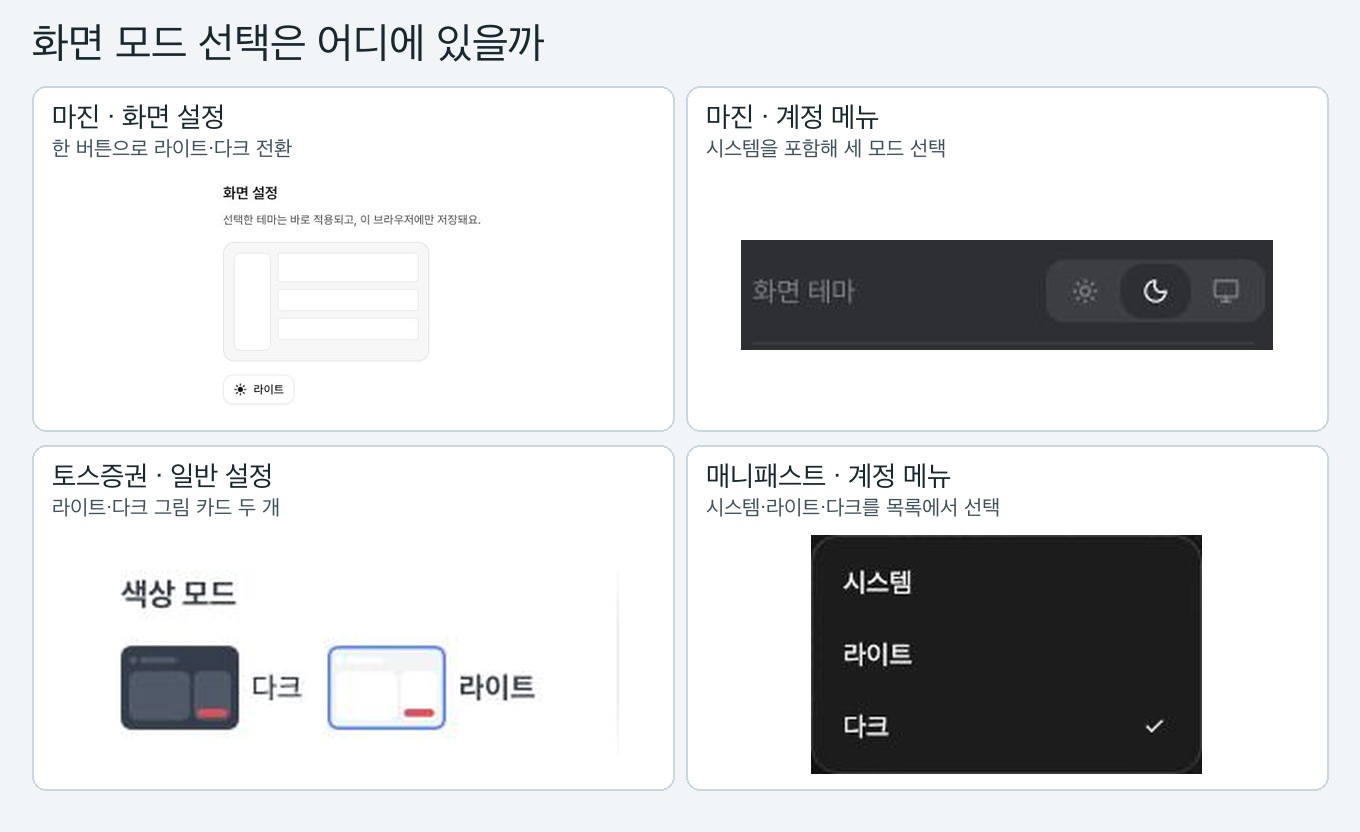 화면 모드 선택은 어디에 있을까
마진 · 화면 설정
한 버튼으로 라이트·다크 전환
화면 설정
선택한 테마는 바로 적용되고, 이 브라우저에만 저장돼요.
라이트
마진 · 계정 메뉴
시스템을 포함해 세 모드 선택
화면 테마
토스증권 · 일반 설정
라이트·다크 그림 카드 두 개
색상 모드
다크
라이트
매니패스트 · 계정 메뉴
시스템·라이트·다크를 목록에서 선택
시스템
라이트
다크